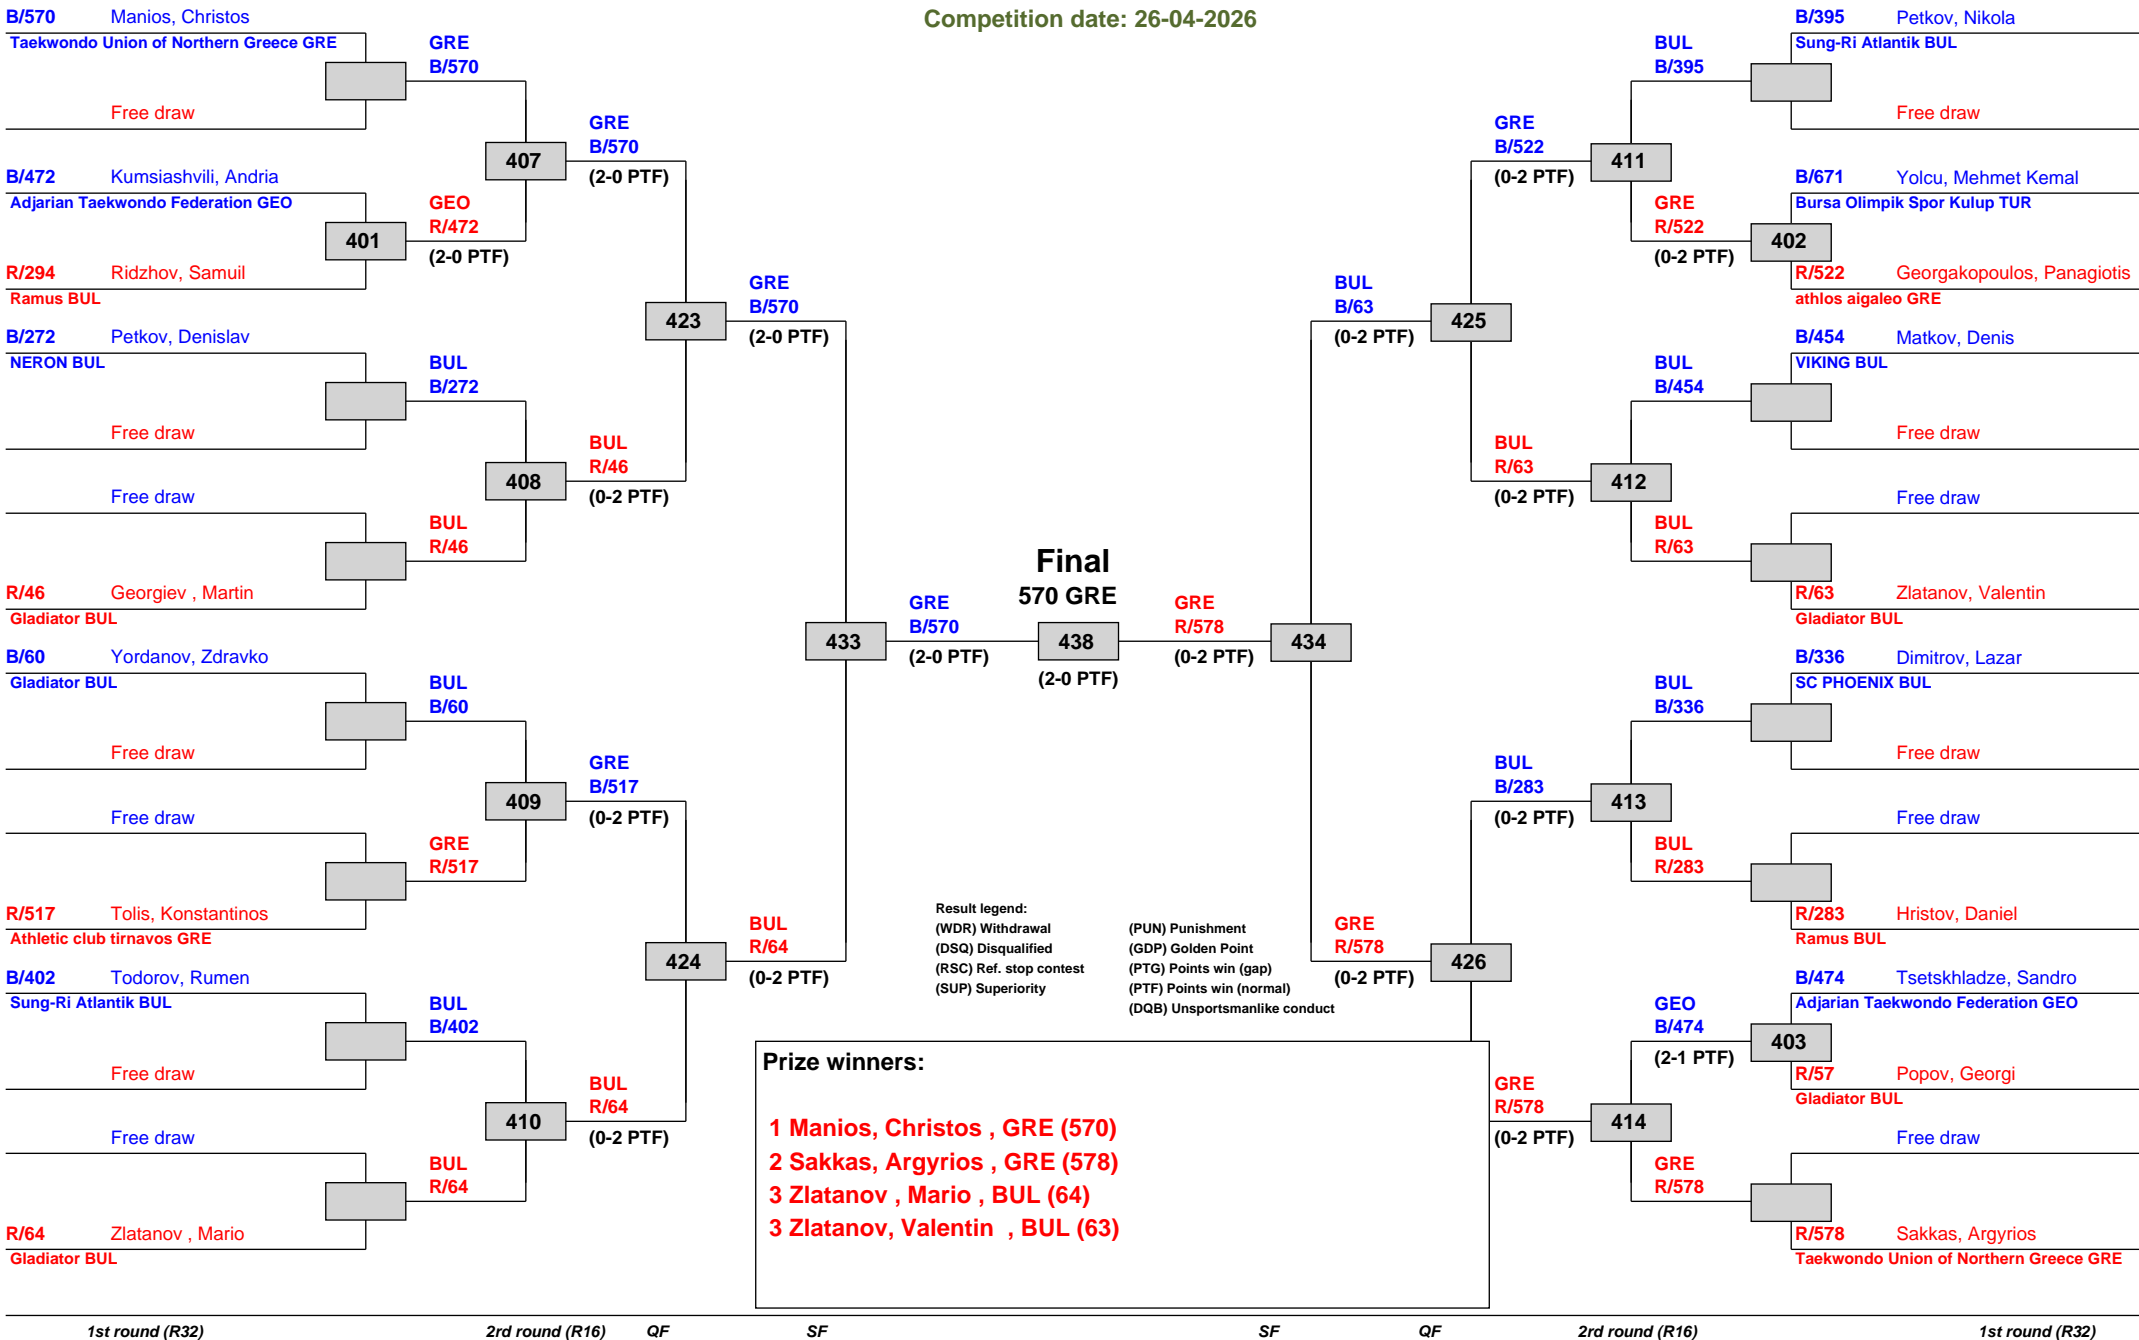 Competition date: 26-04-2026
B/570 Manios, Christos
Taekwondo Union of Northern Greece GRE
Free draw
B/472 Kumsiashvili, Andria
Adjarian Taekwondo Federation GEO
401
R/294 Ridzhov, Samuil
Ramus BUL
B/272 Petkov, Denislav
NERON BUL
Free draw
Free draw
R/46 Georgiev , Martin
Gladiator BUL
B/60 Yordanov, Zdravko
Gladiator BUL
Free draw
Free draw
R/517 Tolis, Konstantinos
Athletic club tirnavos GRE
B/402 Todorov, Rumen
Sung-Ri Atlantik BUL
Free draw
Free draw
R/64 Zlatanov , Mario
Gladiator BUL
GRE
B/570
407
GEO
R/472
(2-0 PTF)
BUL
B/272
408
BUL
R/46
BUL
B/60
409
GRE
R/517
BUL
B/402
410
BUL
R/64
GRE
B/570
(2-0 PTF)
423
BUL
R/46
(0-2 PTF)
GRE
B/517
(0-2 PTF)
424
BUL
R/64
(0-2 PTF)
GRE
B/570
(2-0 PTF)
433
BUL
R/64
(0-2 PTF)
GRE
B/570
(2-0 PTF)
Final
570 GRE
438
(2-0 PTF)
GRE
R/578
(0-2 PTF)
BUL
B/63
(0-2 PTF)
434
GRE
R/578
(0-2 PTF)
GRE
B/522
(0-2 PTF)
425
BUL
R/63
(0-2 PTF)
BUL
B/283
(0-2 PTF)
426
GRE
R/578
(0-2 PTF)
BUL
B/395
411
GRE
R/522
(0-2 PTF)
BUL
B/454
412
BUL
R/63
BUL
B/336
413
BUL
R/283
GEO
B/474
(2-1 PTF)
414
GRE
R/578
B/395 Petkov, Nikola
Sung-Ri Atlantik BUL
Free draw
B/671 Yolcu, Mehmet Kemal
Bursa Olimpik Spor Kulup TUR
402
R/522 Georgakopoulos, Panagiotis
athlos aigaleo GRE
B/454 Matkov, Denis
VIKING BUL
Free draw
Free draw
R/63 Zlatanov, Valentin
Gladiator BUL
B/336 Dimitrov, Lazar
SC PHOENIX BUL
Free draw
Free draw
R/283 Hristov, Daniel
Ramus BUL
B/474 Tsetskhladze, Sandro
Adjarian Taekwondo Federation GEO
403
R/57 Popov, Georgi
Gladiator BUL
Free draw
R/578 Sakkas, Argyrios
Taekwondo Union of Northern Greece GRE
Result legend:
(WDR) Withdrawal
(DSQ) Disqualified
(RSC) Ref. stop contest
(SUP) Superiority
(PUN) Punishment
(GDP) Golden Point
(PTG) Points win (gap)
(PTF) Points win (normal)
(DQB) Unsportsmanlike conduct
Prize winners:
1 Manios, Christos , GRE (570)
2 Sakkas, Argyrios , GRE (578)
3 Zlatanov , Mario , BUL (64)
3 Zlatanov, Valentin , BUL (63)
1st round (R32) 2rd round (R16) QF SF SF QF 2rd round (R16) 1st round (R32)